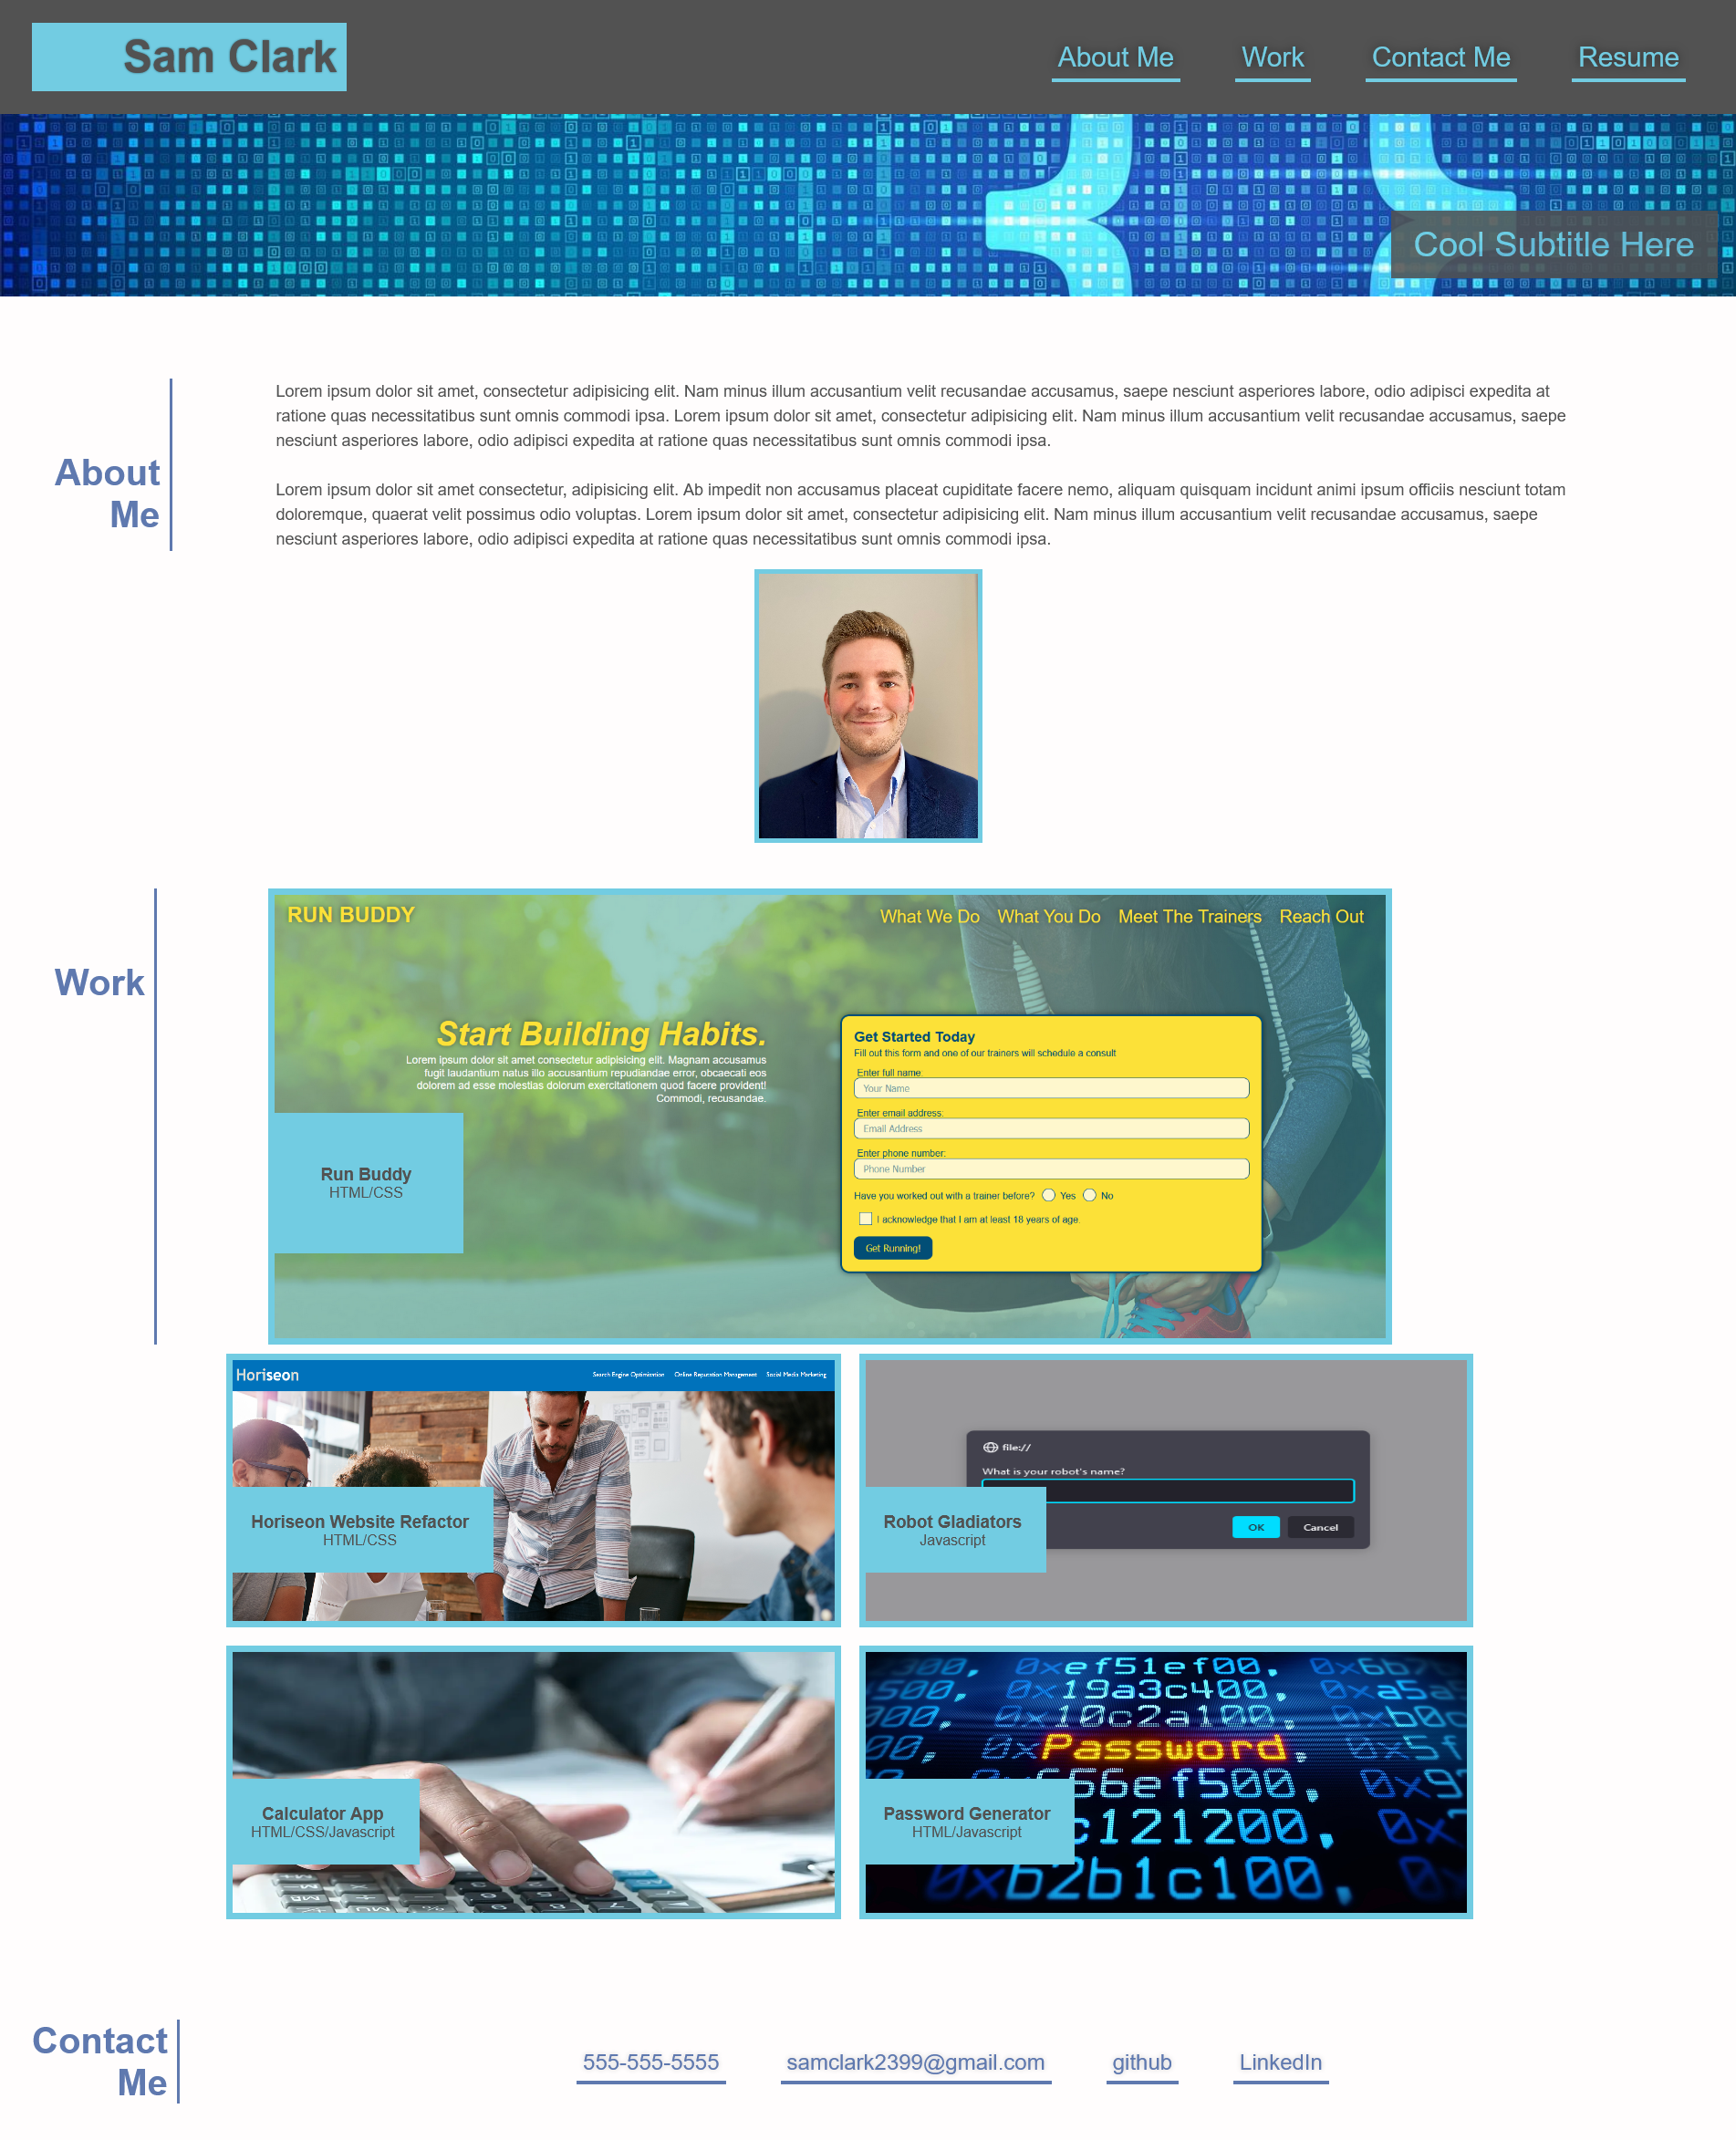 Sam Clark
About Me
Work
Contact Me
Resume
Cool Subtitle Here
About
Me
Lorem ipsum dolor sit amet, consectetur adipisicing elit. Nam minus illum accusantium velit recusandae accusamus, saepe nesciunt asperiores labore, odio adipisci expedita at
ratione quas necessitatibus sunt omnis commodi ipsa. Lorem ipsum dolor sit amet, consectetur adipisicing elit. Nam minus illum accusantium velit recusandae accusamus, saepe
nesciunt asperiores labore, odio adipisci expedita at ratione quas necessitatibus sunt omnis commodi ipsa.
Lorem ipsum dolor sit amet consectetur, adipisicing elit. Ab impedit non accusamus placeat cupiditate facere nemo, aliquam quisquam incidunt animi ipsum officiis nesciunt totam
doloremque, quaerat velit possimus odio voluptas. Lorem ipsum dolor sit amet, consectetur adipisicing elit. Nam minus illum accusantium velit recusandae accusamus, saepe
nesciunt asperiores labore, odio adipisci expedita at ratione quas necessitatibus sunt omnis commodi ipsa.
Work
RUN BUDDY
What We Do
What You Do
Meet The Trainers
Reach Out
Start Building Habits.
Lorem ipsum dolor sit amet consectetur adipisicing elit. Magnam accusamus
fugit laudantium natus illo accusantium repudiandae error, obcaecati eos
dolorem ad esse molestias dolorum exercitationem quod facere provident!
Commodi, recusandae.
Get Started Today
Fill out this form and one of our trainers will schedule a consult
Enter full name:
Your Name
Enter email address:
Email Address
Enter phone number:
Phone Number
Have you worked out with a trainer before?
Yes
No
I acknowledge that I am at least 18 years of age.
Get Running!
Run Buddy
HTML/CSS
Horiseon
Search Engine Optimization
Online Reputation Management
Social Media Marketing
Horiseon Website Refactor
HTML/CSS
file://
What is your robot's name?
OK
Cancel
Robot Gladiators
Javascript
Calculator App
HTML/CSS/Javascript
300, 0xef51ef00, 0x6b
500, 0x19a3c400, 0xa5a
000, 0x10c2a100, 0xb0c
00, 0xPassword, 0x5f
66bef500, 0x9
c121200, 0x
0xb2b1c100, 0
Password Generator
HTML/Javascript
Contact
Me
555-555-5555
samclark2399@gmail.com
github
LinkedIn